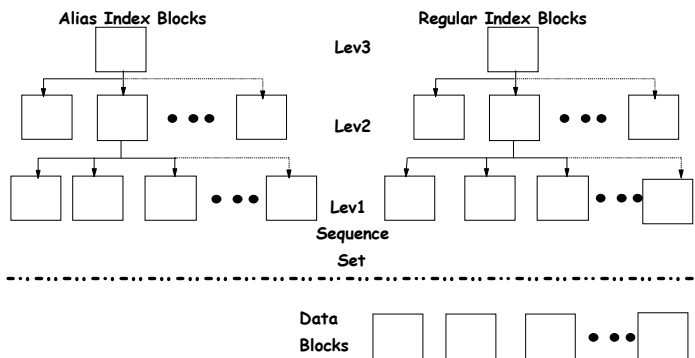 Alias Index Blocks
Regular Index Blocks
Lev3
Lev2
Lev1
Sequence
Set
Data
Blocks